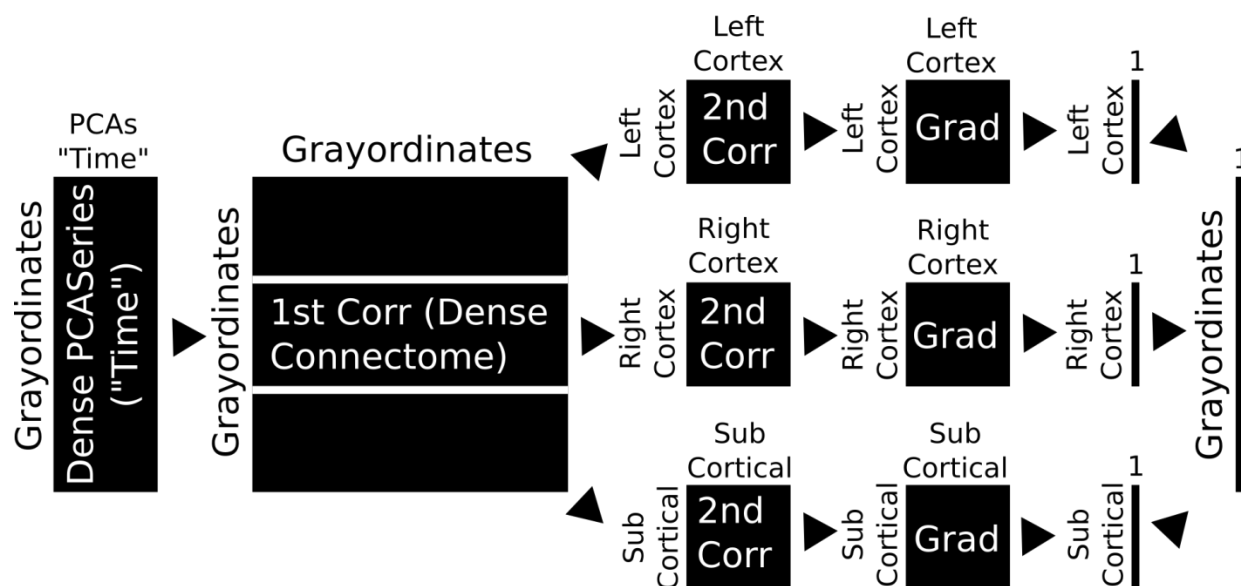 PCAs
"Time"
Grayordinates
Dense PCASeries
("Time")
Grayordinates
Grayordinates
1st Corr (Dense
Connectome)
Left
Cortex
Left
Cortex
2nd
Corr
Left
Cortex
Left
Cortex
Grad
1
Left
Cortex
Right
Cortex
Right
Cortex
2nd
Corr
Right
Cortex
Right
Cortex
Grad
1
Right
Cortex
Sub
Cortical
Sub
Cortical
2nd
Corr
Sub
Cortical
Sub
Cortical
Grad
1
Sub
Cortical
1
Grayordinates